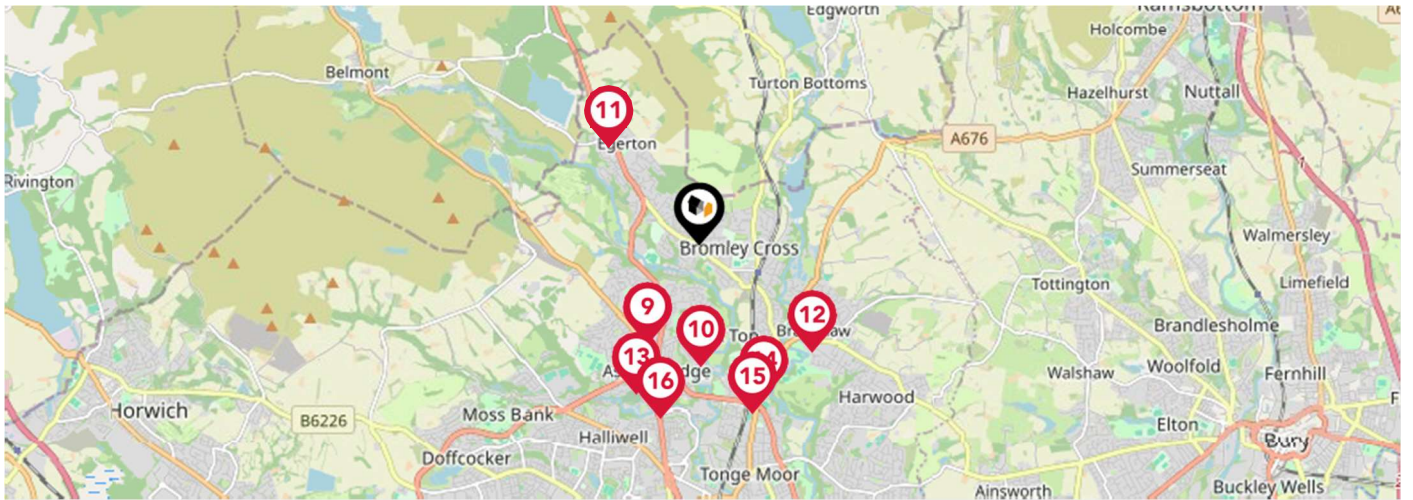 Edgworth
Ramsbottom
Holcombe
Belmont
Turton Bottoms
Hazelhurst
Nuttall
11
Egerton
A676
1
Summerseat
Rivington
Bromley Cross
Walmersley
Tottington
Limefield
9
10
12
Brandlesholme
13
16
15
Woolfold
Walshaw
Fernhill
Horwich
B6226
Moss Bank
Harwood
Halliwell
Elton
Bury
Doffcocker
Tonge Moor
Ainsworth
Buckley Wells